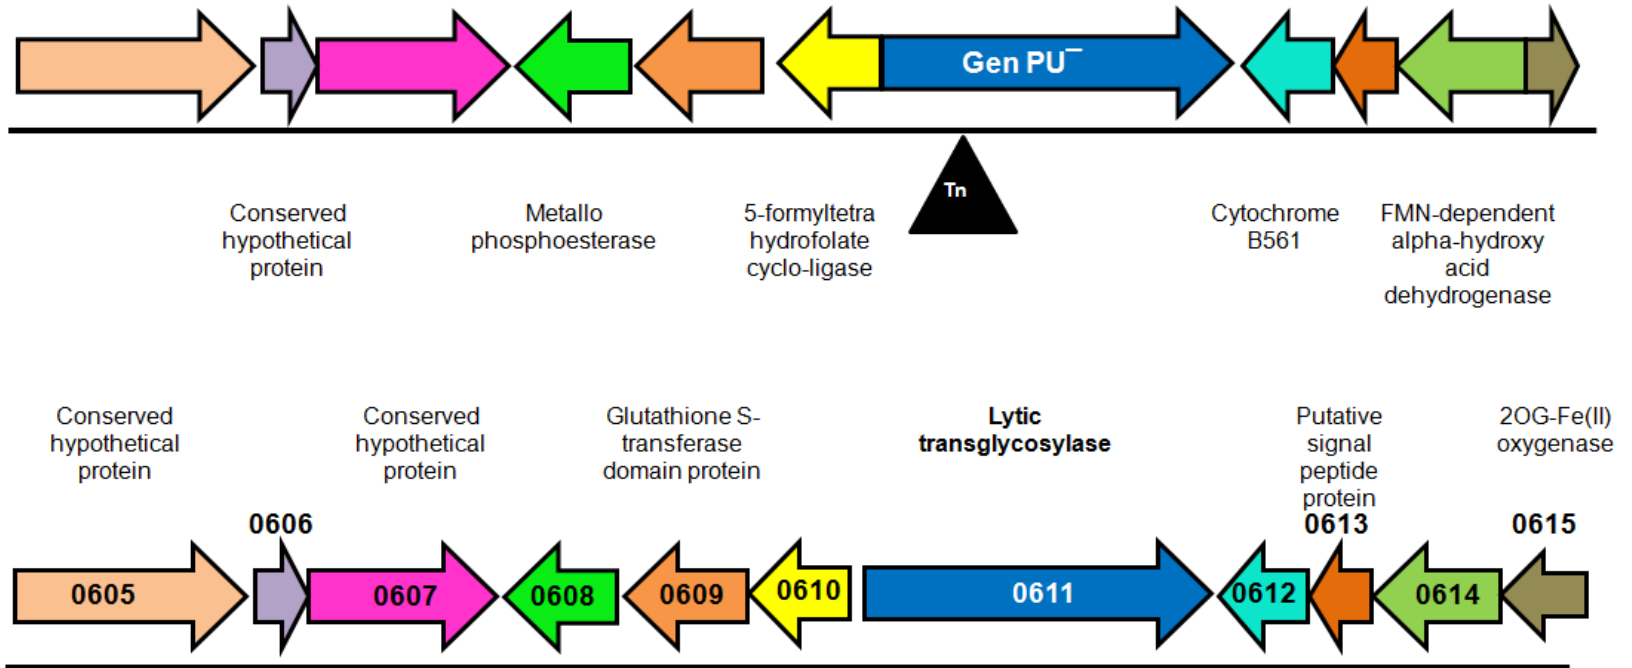 Gen PU¯
Tn
Conserved
hypothetical
protein
Metallo
phosphoesterase
5-formyltetra
hydrofolate
cyclo-ligase
Cytochrome
B561
FMN-dependent
alpha-hydroxy
acid
dehydrogenase
Conserved
hypothetical
protein
Conserved
hypothetical
protein
Glutathione S-
transferase
domain protein
Lytic
transglycosylase
Putative
signal
peptide
protein
2OG-Fe(II)
oxygenase
0606
0613
0615
0605
0607
0608
0609
0610
0611
0612
0614